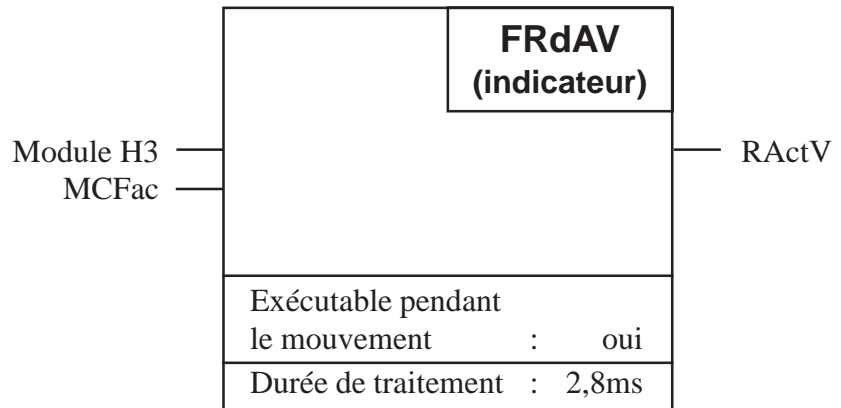 FRdAV
(indicateur)
Module H3
RActV
MCFac
Exécutable pendant
le mouvement : oui
Durée de traitement : 2,8ms